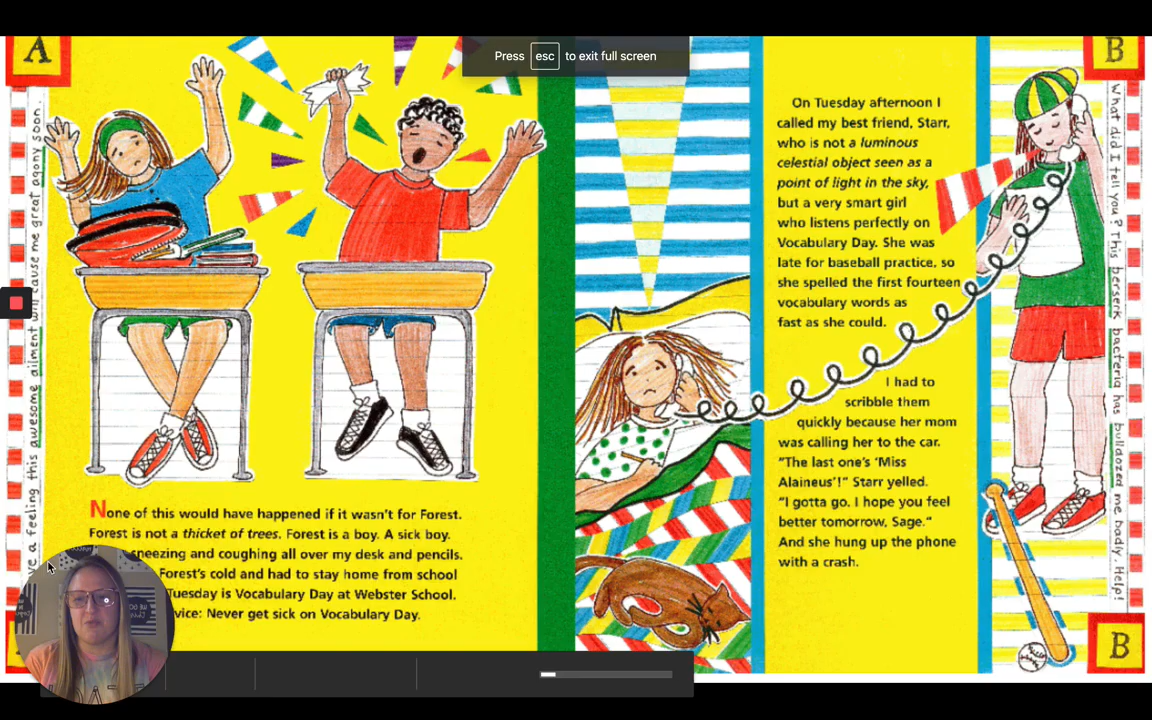 A
Press esc to exit full screen
B
ve a feeling this awesome ailment will cause me great agony soon.
None of this would have happened if it wasn't for Forest.
Forest is not a thicket of trees. Forest is a boy. A sick boy.
sneezing and coughing all over my desk and pencils.
Forest's cold and had to stay home from school
Tuesday is Vocabulary Day at Webster School.
vice: Never get sick on Vocabulary Day.
On Tuesday afternoon I
called my best friend, Starr,
who is not a luminous
celestial object seen as a
point of light in the sky,
but a very smart girl
who listens perfectly on
Vocabulary Day. She was
late for baseball practice, so
she spelled the first fourteen
vocabulary words as
fast as she could.
I had to
scribble them
quickly because her mom
was calling her to the car.
"The last one's 'Miss
Alaineus'!" Starr yelled.
"I gotta go. I hope you feel
better tomorrow, Sage."
And she hung up the phone
with a crash.
What did I tell you? This berserk bacteria has bulldozed me badly. Help!
B